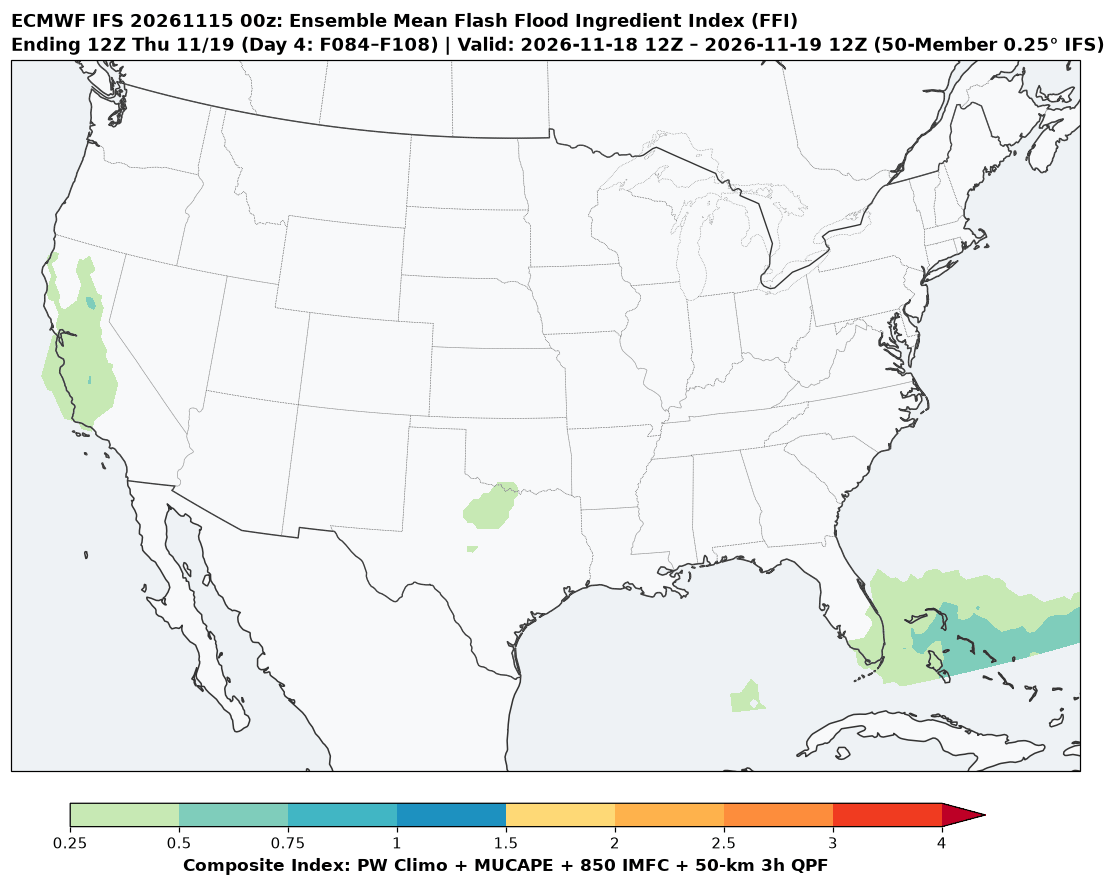 ECMWF IFS 20261115 00z: Ensemble Mean Flash Flood Ingredient Index (FFI)
Ending 12Z Thu 11/19 (Day 4: F084–F108) | Valid: 2026-11-18 12Z – 2026-11-19 12Z (50-Member 0.25° IFS)
0.25 0.5 0.75 1 1.5 2 2.5 3 4
Composite Index: PW Climo + MUCAPE + 850 IMFC + 50-km 3h QPF